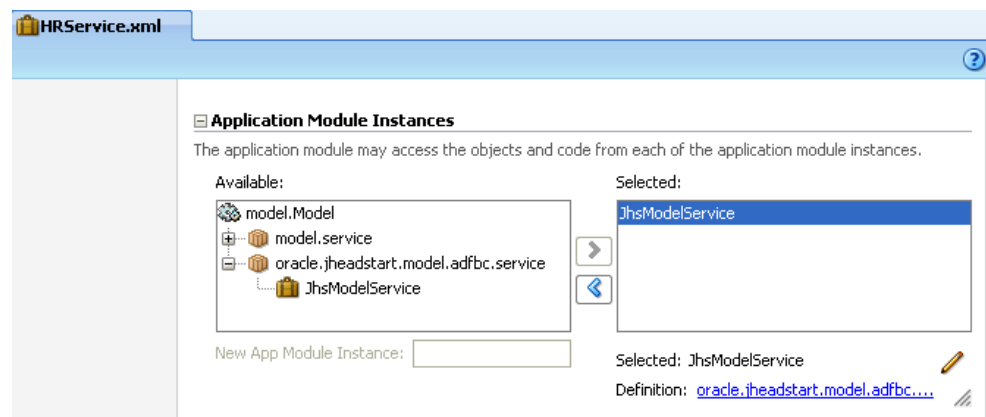 HRService.xml
Application Module Instances
The application module may access the objects and code from each of the application module instances.
Available:
model.Model
model.service
oracle.jheadstart.model.adfbc.service
JhsModelService
New App Module Instance:
Selected:
JhsModelService
Selected: JhsModelService
Definition: oracle.jheadstart.model.adfbc....